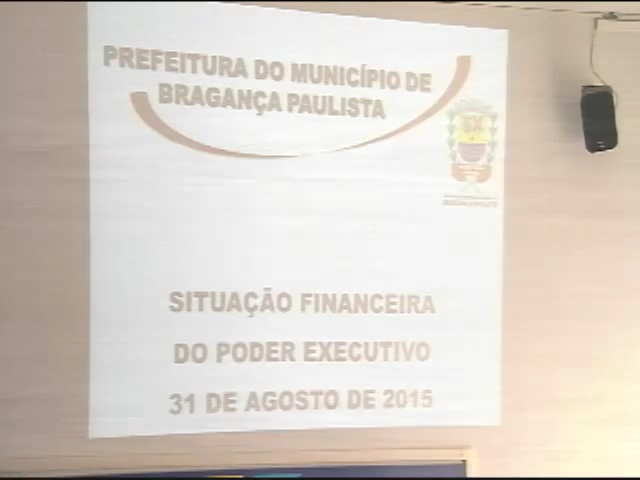 PREFEITURA DO MUNICÍPIO DE
BRAGANÇA PAULISTA
SITUAÇÃO FINANCEIRA
DO PODER EXECUTIVO
31 DE AGOSTO DE 2015